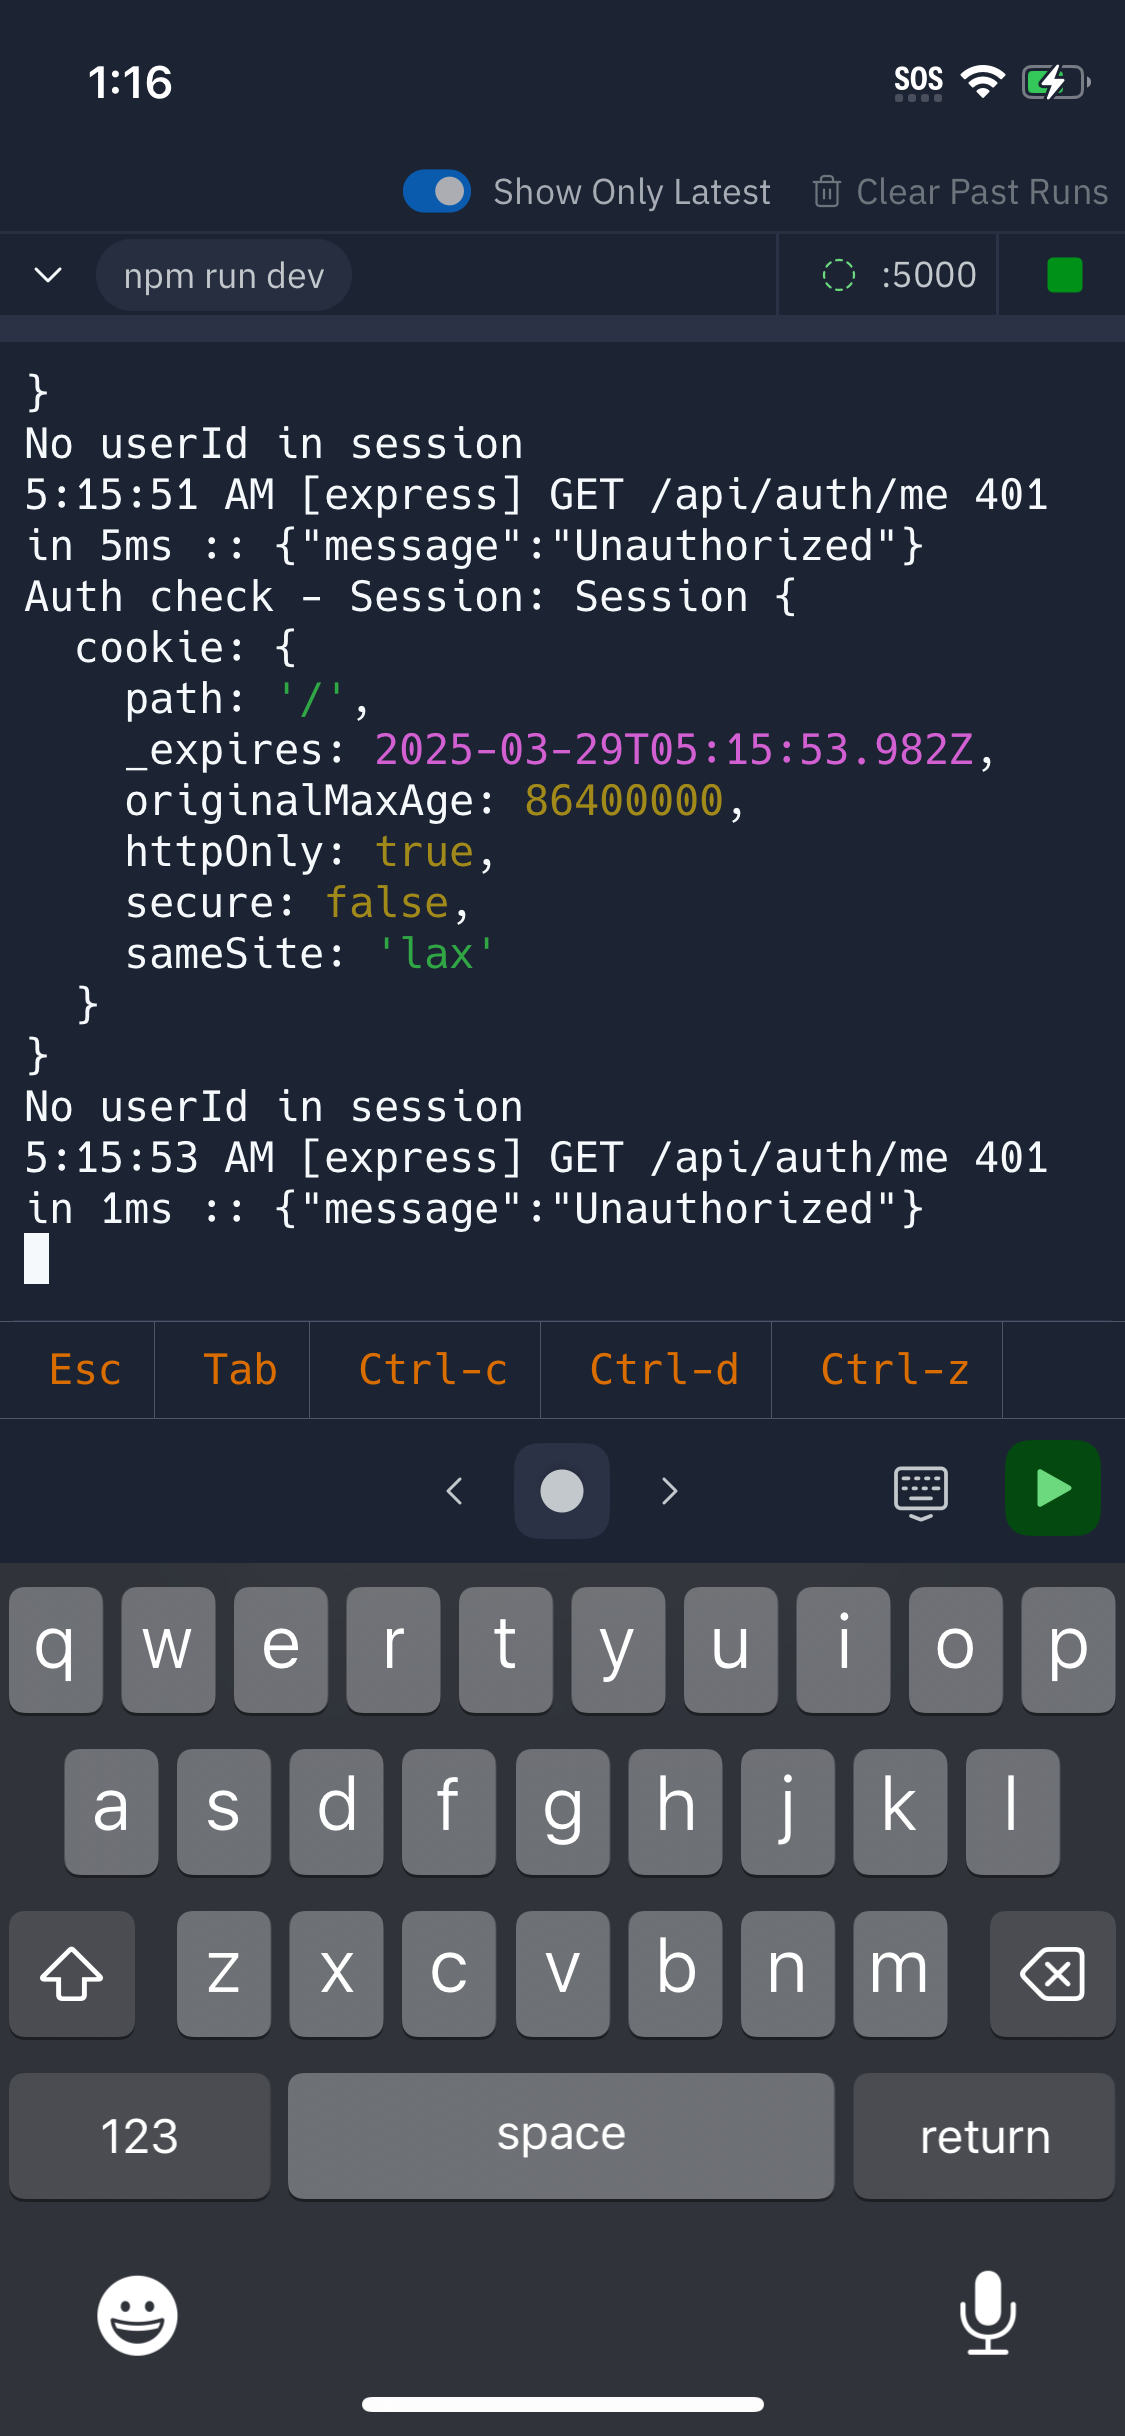 1:16
SOS
Show Only Latest
Clear Past Runs
npm run dev
:5000
}
No userId in session
5:15:51 AM [express] GET /api/auth/me 401
in 5ms :: {"message":"Unauthorized"}
Auth check - Session: Session {
cookie: {
path: '/',
_expires: 2025-03-29T05:15:53.982Z,
originalMaxAge: 86400000,
httpOnly: true,
secure: false,
sameSite: 'lax'
}
}
No userId in session
5:15:53 AM [express] GET /api/auth/me 401
in 1ms :: {"message":"Unauthorized"}
Esc Tab Ctrl-c Ctrl-d Ctrl-z
q w e r t y u i o p
a s d f g h j k l
z x c v b n m
123 space return